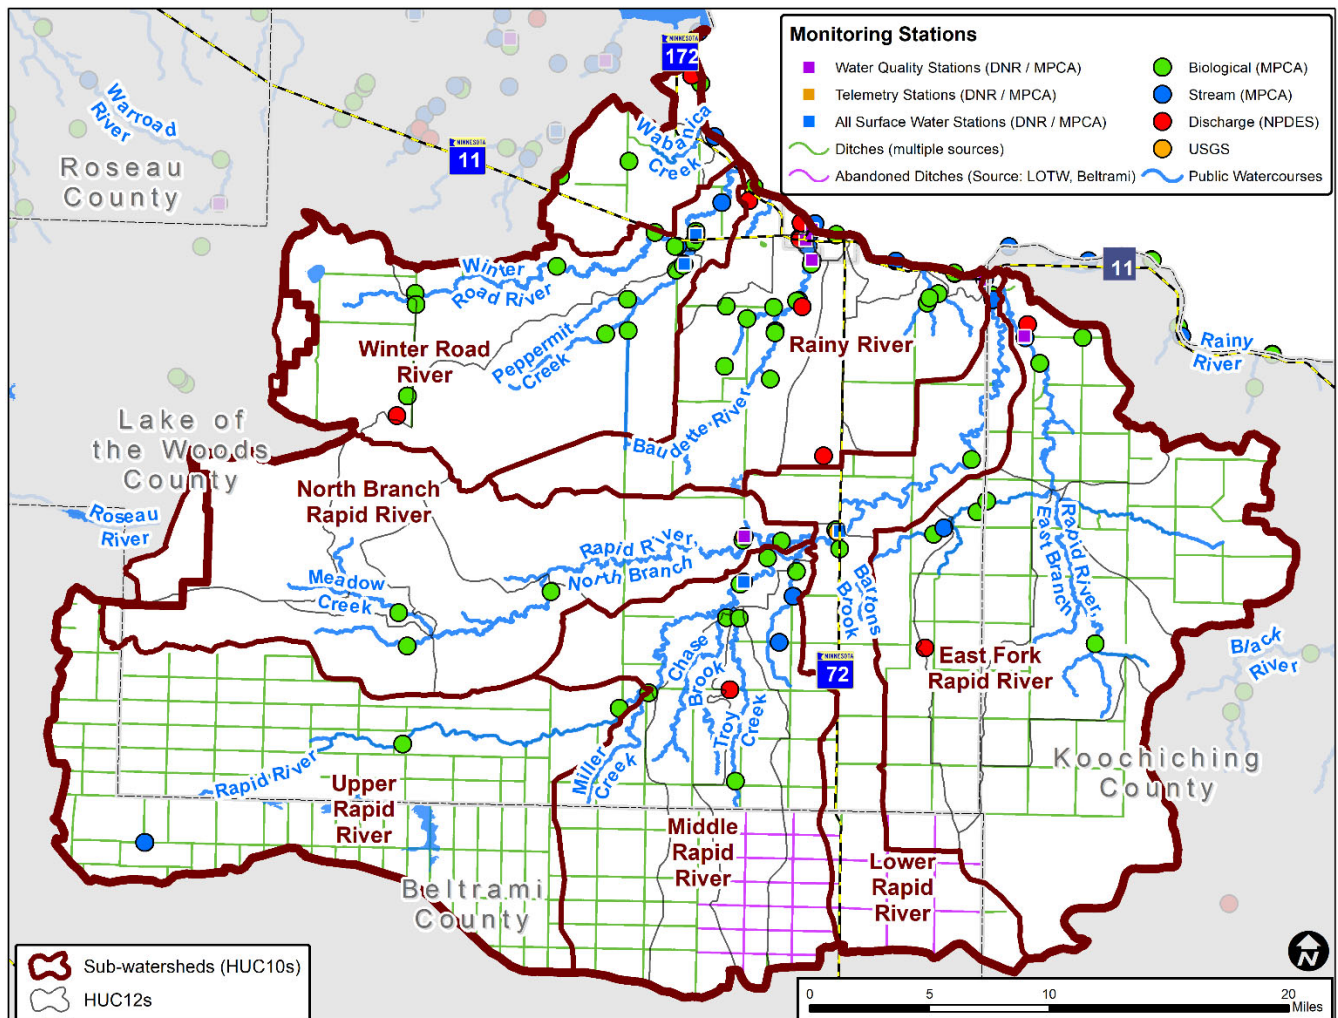 Monitoring Stations
Water Quality Stations (DNR / MPCA)
Telemetry Stations (DNR / MPCA)
All Surface Water Stations (DNR / MPCA)
Ditches (multiple sources)
Abandoned Ditches (Source: LOTW, Beltrami)
Biological (MPCA)
Stream (MPCA)
Discharge (NPDES)
USGS
Public Watercourses
MINNESOTA
172
Warroad
River
Roseau
County
MINNESOTA
11
Wabanica
Creek
11
Rainy
River
Winter
Road River
Peppermit
Creek
Winter Road
River
Rainy River
Baudette River
Lake of
the Woods
County
Roseau
River
North Branch
Rapid River
Rapid River,
North Branch
Meadow
Creek
Bartons
Brook
Rapid River,
East Branch
Chase
Brook
Troy
Creek
Miller
Creek
MINNESOTA
72
East Fork
Rapid River
Black
River
Koochiching
County
Rapid River
Upper
Rapid
River
Middle
Rapid
River
Lower
Rapid
River
Beltrami
County
Sub-watersheds (HUC10s)
HUC12s
N
0 5 10 20
Miles